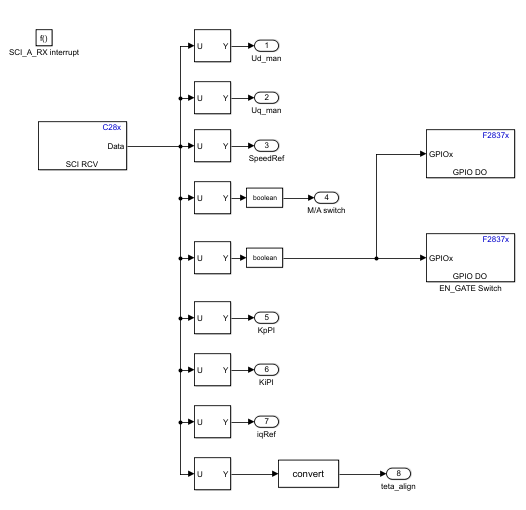 f()
SCI_A_RX interrupt
U Y
1
Ud_man
U Y
2
Uq_man
C28x
Data
SCI RCV
U Y
3
SpeedRef
F2837x
GPIOx
GPIO DO
U Y
boolean
4
M/A switch
U Y
boolean
F2837x
GPIOx
GPIO DO
EN_GATE Switch
U Y
5
KpPI
U Y
6
KiPI
U Y
7
iqRef
U Y
convert
8
teta_align